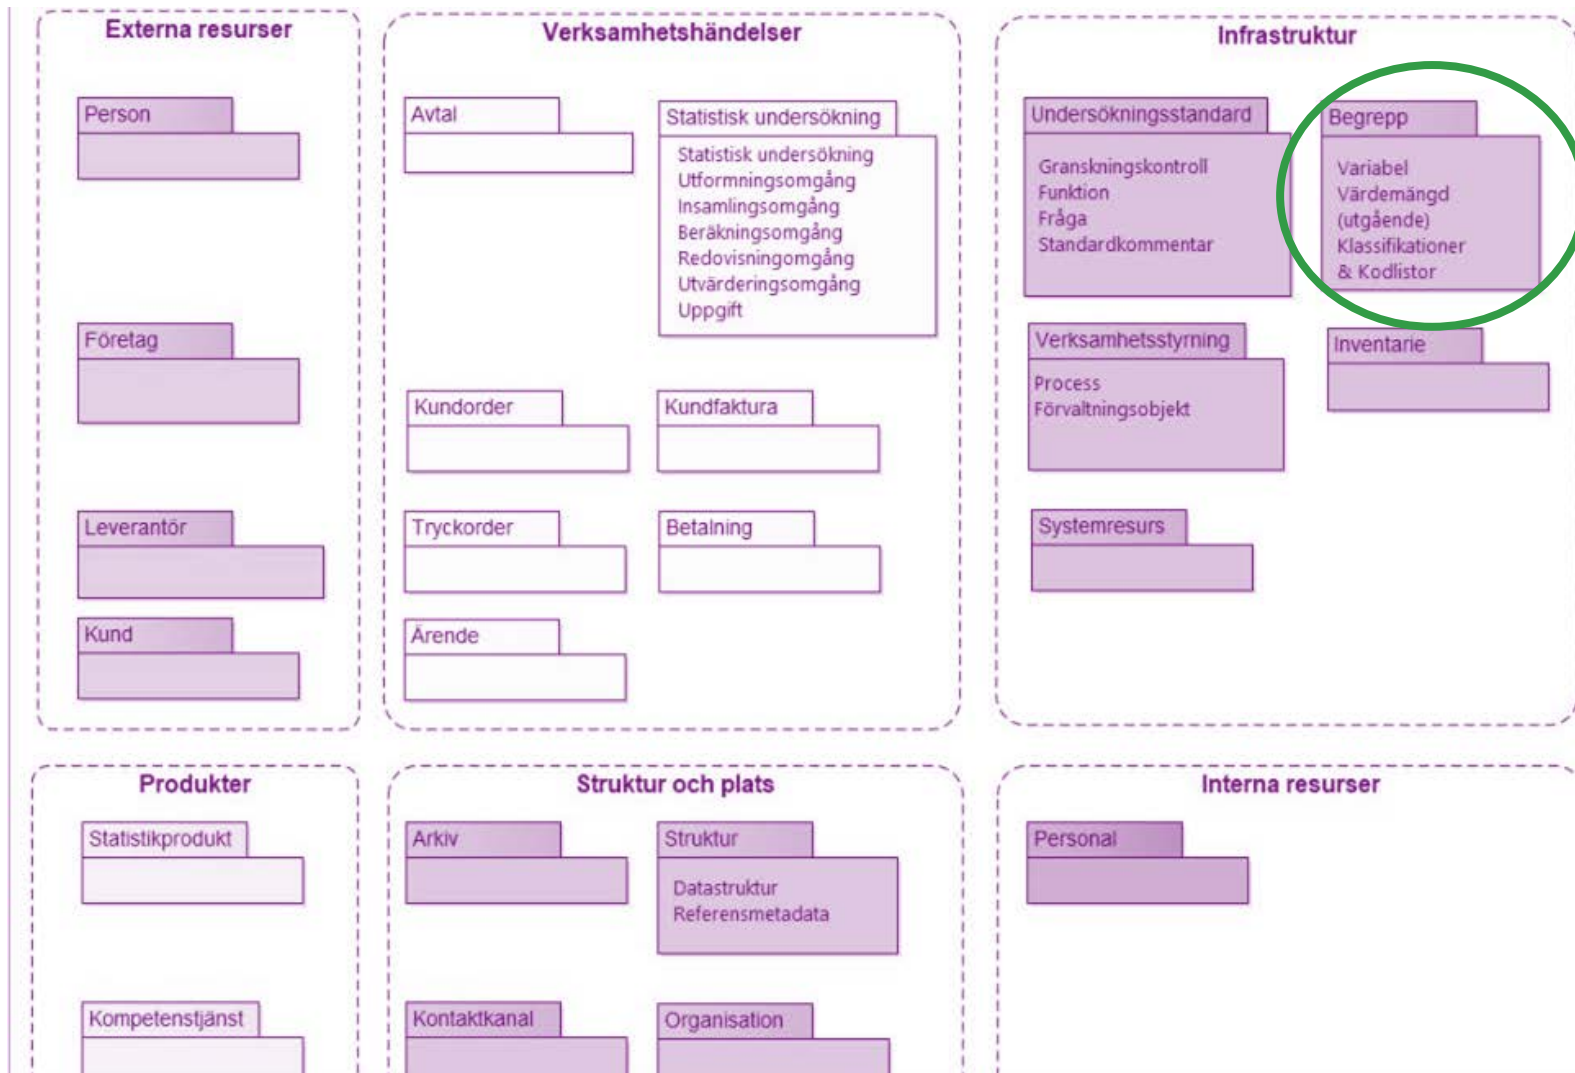 Externa resurser
Person
Företag
Leverantör
Kund
Verksamhetshändelser
Avtal
Statistisk undersökning
Statistisk undersökning
Utformningsomgång
Insamlingsomgång
Beräkningsomgång
Redovisningomgång
Utvärderingsomgång
Uppgift
Kundorder
Kundfaktura
Tryckorder
Betalning
Ärende
Infrastruktur
Undersökningsstandard
Granskningskontroll
Funktion
Fråga
Standardkommentar
Begrepp
Variabel
Värdemängd
(utgående)
Klassifikationer
& Kodlistor
Verksamhetsstyrning
Process
Förvaltningsobjekt
Inventarie
Systemresurs
Produkter
Statistikprodukt
Kompetenstjänst
Struktur och plats
Arkiv
Struktur
Datastruktur
Referensmetadata
Kontaktkanal
Organisation
Interna resurser
Personal